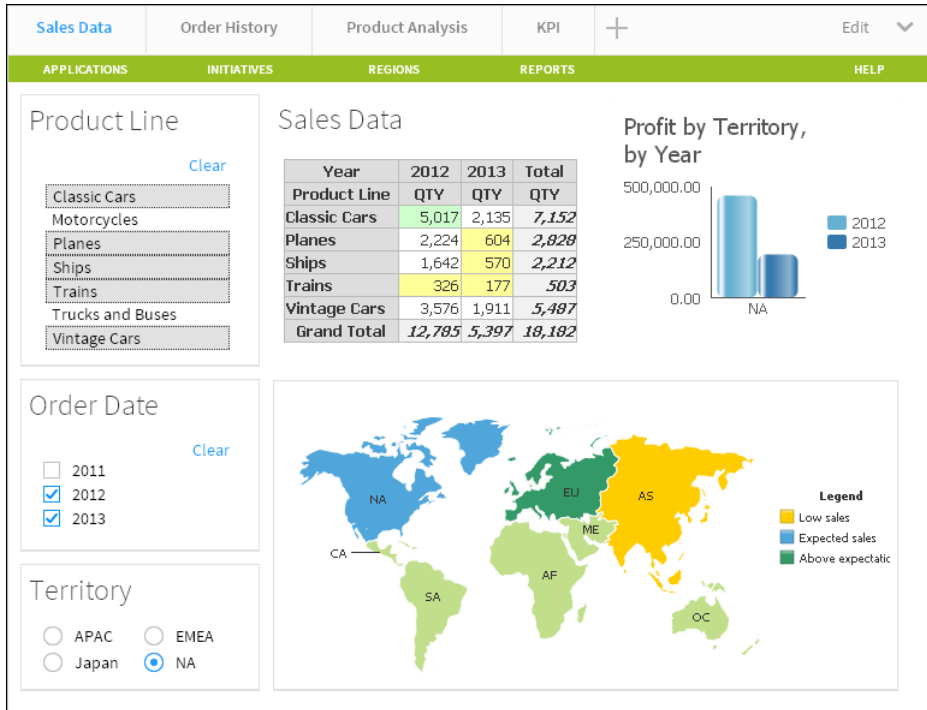 Sales Data Order History Product Analysis KPI Edit
APPLICATIONS INITIATIVES REGIONS REPORTS HELP
Product Line
Clear
Classic Cars
Motorcycles
Planes
Ships
Trains
Trucks and Buses
Vintage Cars
Order Date
Clear
2011
2012
2013
Territory
APAC EMEA
Japan NA
Sales Data
Year 2012 2013 Total
Product Line QTY QTY QTY
Classic Cars 5,017 2,135 7,152
Planes 2,224 604 2,828
Ships 1,642 570 2,212
Trains 326 177 503
Vintage Cars 3,576 1,911 5,487
Grand Total 12,785 5,397 18,182
Profit by Territory,
by Year
500,000.00
250,000.00
0.00
NA
2012
2013
NA
EU
AS
ME
CA
AF
SA
OC
Legend
Low sales
Expected sales
Above expectatic